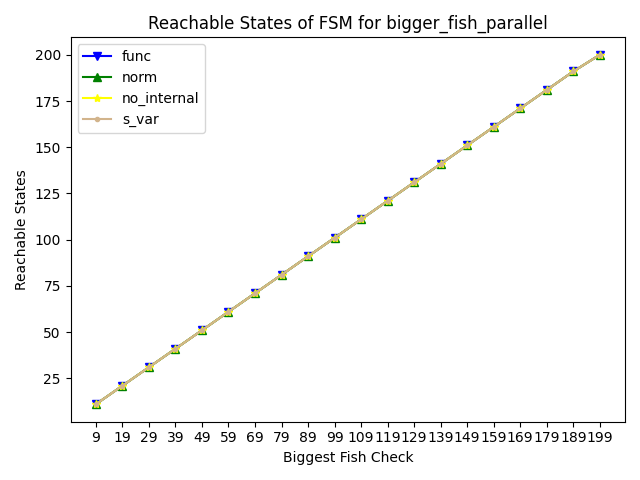 Reachable States of FSM for bigger_fish_parallel
func
norm
no_internal
s_var
Reachable States
200
175
150
125
100
75
50
25
9 19 29 39 49 59 69 79 89 99 109 119 129 139 149 159 169 179 189 199
Biggest Fish Check